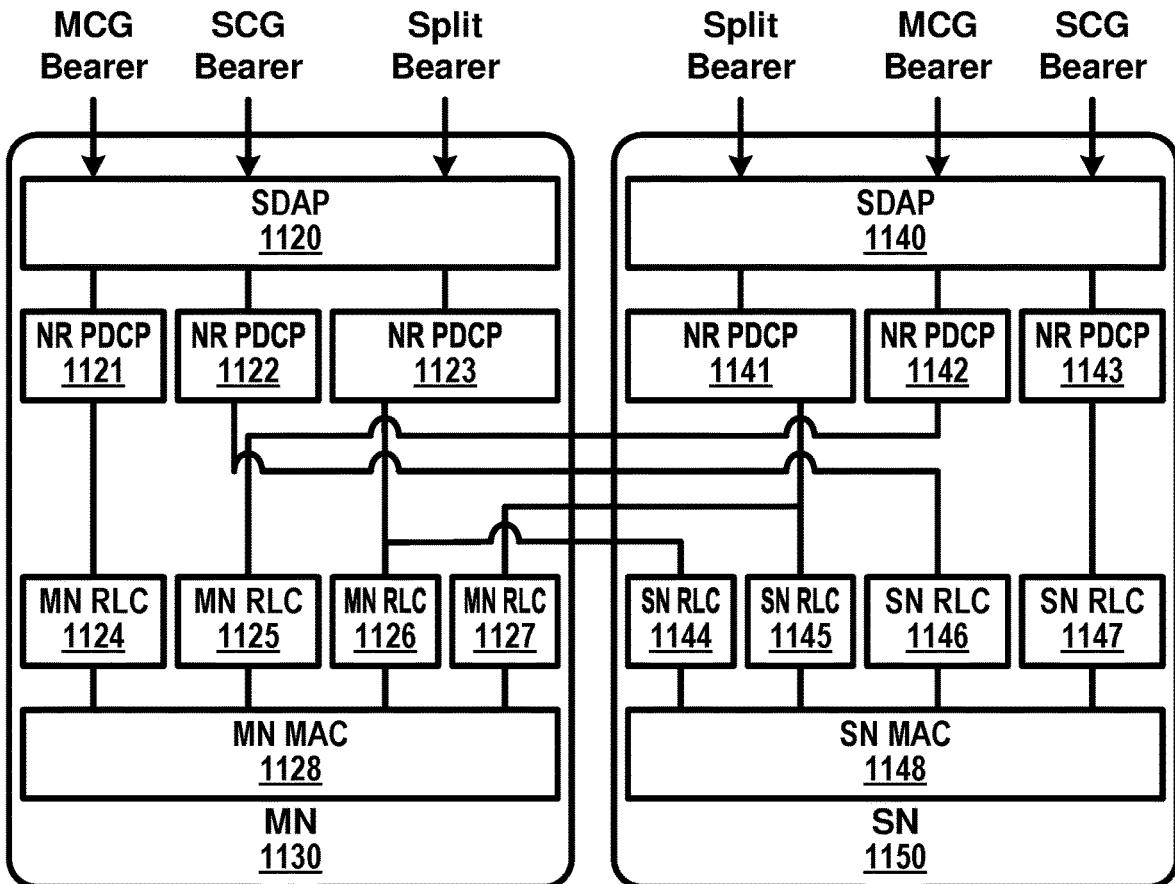 MCG Bearer
SCG Bearer
Split Bearer
Split Bearer
MCG Bearer
SCG Bearer
SDAP
1120
SDAP
1140
NR PDCP
1121
NR PDCP
1122
NR PDCP
1123
NR PDCP
1141
NR PDCP
1142
NR PDCP
1143
MN RLC
1124
MN RLC
1125
MN RLC
1126
MN RLC
1127
SN RLC
1144
SN RLC
1145
SN RLC
1146
SN RLC
1147
MN MAC
1128
SN MAC
1148
MN
1130
SN
1150